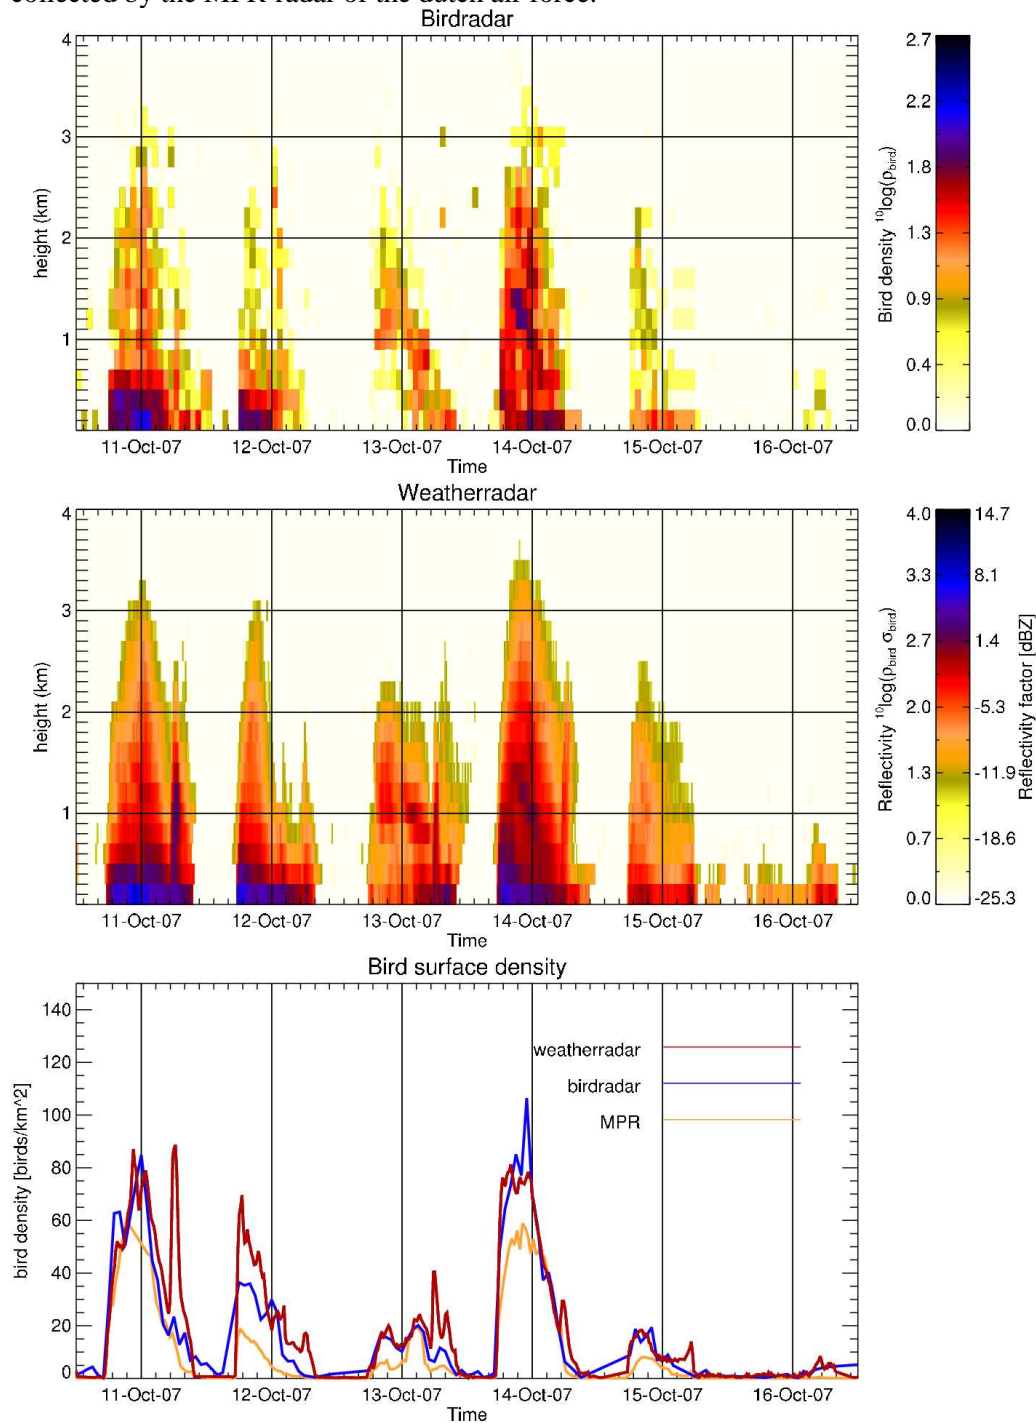 collected by the MPR radar of the dutch air force.
Birdradar
4
3
2
1
height (km)
11-Oct-07 12-Oct-07 13-Oct-07 14-Oct-07 15-Oct-07 16-Oct-07
Time
2.7
2.2
1.8
1.3
0.9
0.4
0.0
Bird density ¹⁰log(ρbird)
Weatherradar
4
3
2
1
height (km)
11-Oct-07 12-Oct-07 13-Oct-07 14-Oct-07 15-Oct-07 16-Oct-07
Time
4.0 14.7
3.3 8.1
2.7 1.4
2.0 -5.3
1.3 -11.9
0.7 -18.6
0.0 -25.3
Reflectivity ¹⁰log(ρbird σbird)
Reflectivity factor [dBZ]
Bird surface density
140
120
100
80
60
40
20
0
bird density [birds/km^2]
weatherradar
birdradar
MPR
11-Oct-07 12-Oct-07 13-Oct-07 14-Oct-07 15-Oct-07 16-Oct-07
Time